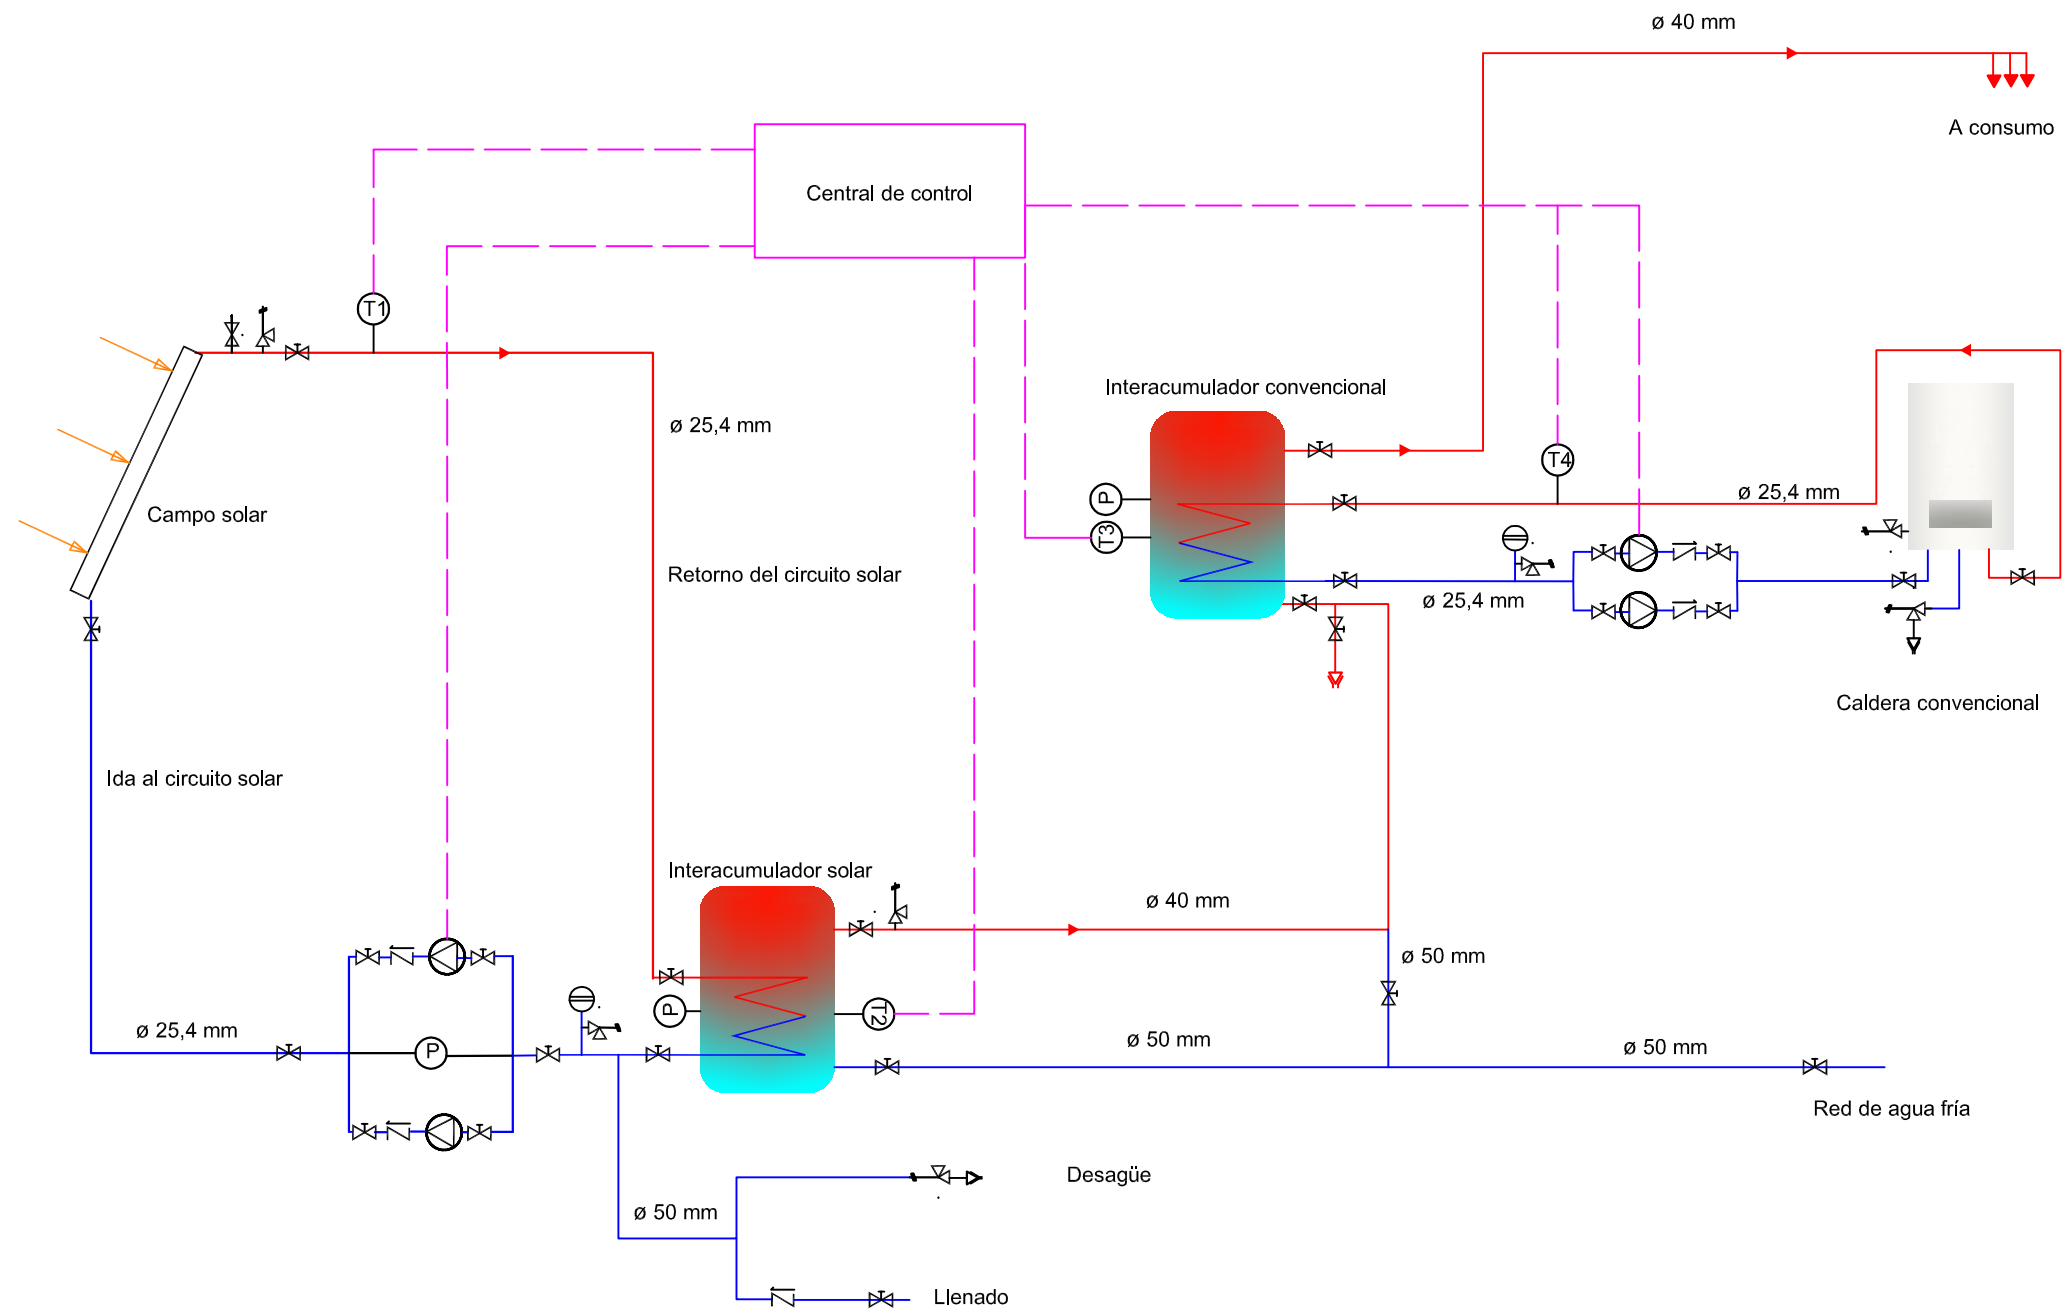 ø 40 mm
A consumo
Central de control
T1
Interacumulador convencional
ø 25,4 mm
T4
ø 25,4 mm
P
Campo solar
T3
Retorno del circuito solar
ø 25,4 mm
Caldera convencional
Ida al circuito solar
Interacumulador solar
ø 40 mm
ø 50 mm
P
T2
ø 25,4 mm
P
ø 50 mm
ø 50 mm
Red de agua fría
Desagüe
ø 50 mm
Llenado